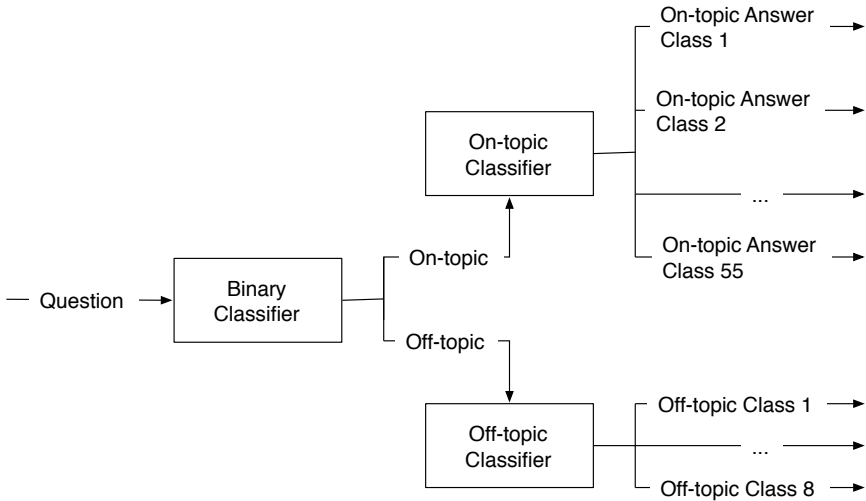 On-topic Answer
Class 1
On-topic Answer
Class 2
On-topic
Classifier
...
On-topic Answer
Class 55
On-topic
Binary
Classifier
Question
Off-topic
Off-topic Class 1
Off-topic
Classifier
...
Off-topic Class 8